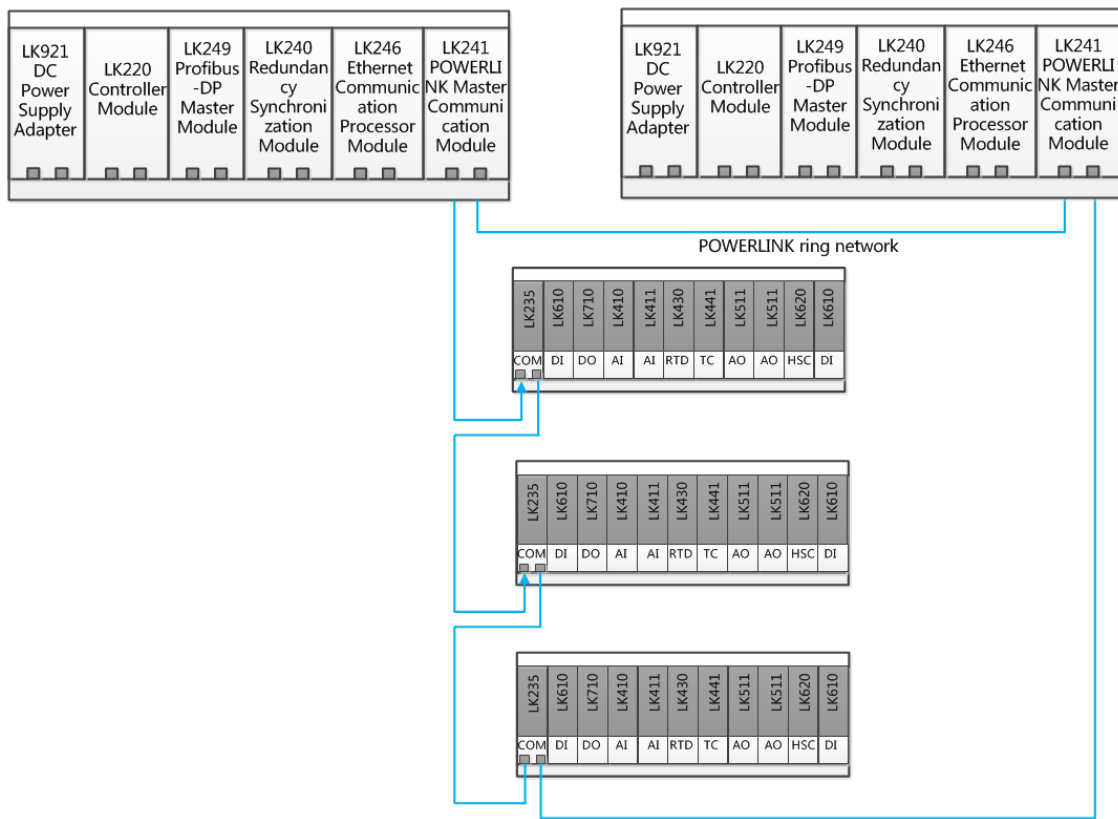 LK921
DC
Power
Supply
Adapter
LK220
Controller
Module
LK249
Profibus
-DP
Master
Module
LK240
Redundan
cy
Synchroni
zation
Module
LK246
Ethernet
Communic
ation
Processor
Module
LK241
POWERLI
NK Master
Communi
cation
Module
LK921
DC
Power
Supply
Adapter
LK220
Controller
Module
LK249
Profibus
-DP
Master
Module
LK240
Redundan
cy
Synchroni
zation
Module
LK246
Ethernet
Communic
ation
Processor
Module
LK241
POWERLI
NK Master
Communi
cation
Module
POWERLINK ring network
LK235
LK610
LK710
LK410
LK411
LK430
LK441
LK511
LK511
LK620
LK610
COM DI DO AI AI RTD TC AO AO HSC DI
LK235
LK610
LK710
LK410
LK411
LK430
LK441
LK511
LK511
LK620
LK610
COM DI DO AI AI RTD TC AO AO HSC DI
LK235
LK610
LK710
LK410
LK411
LK430
LK441
LK511
LK511
LK620
LK610
COM DI DO AI AI RTD TC AO AO HSC DI